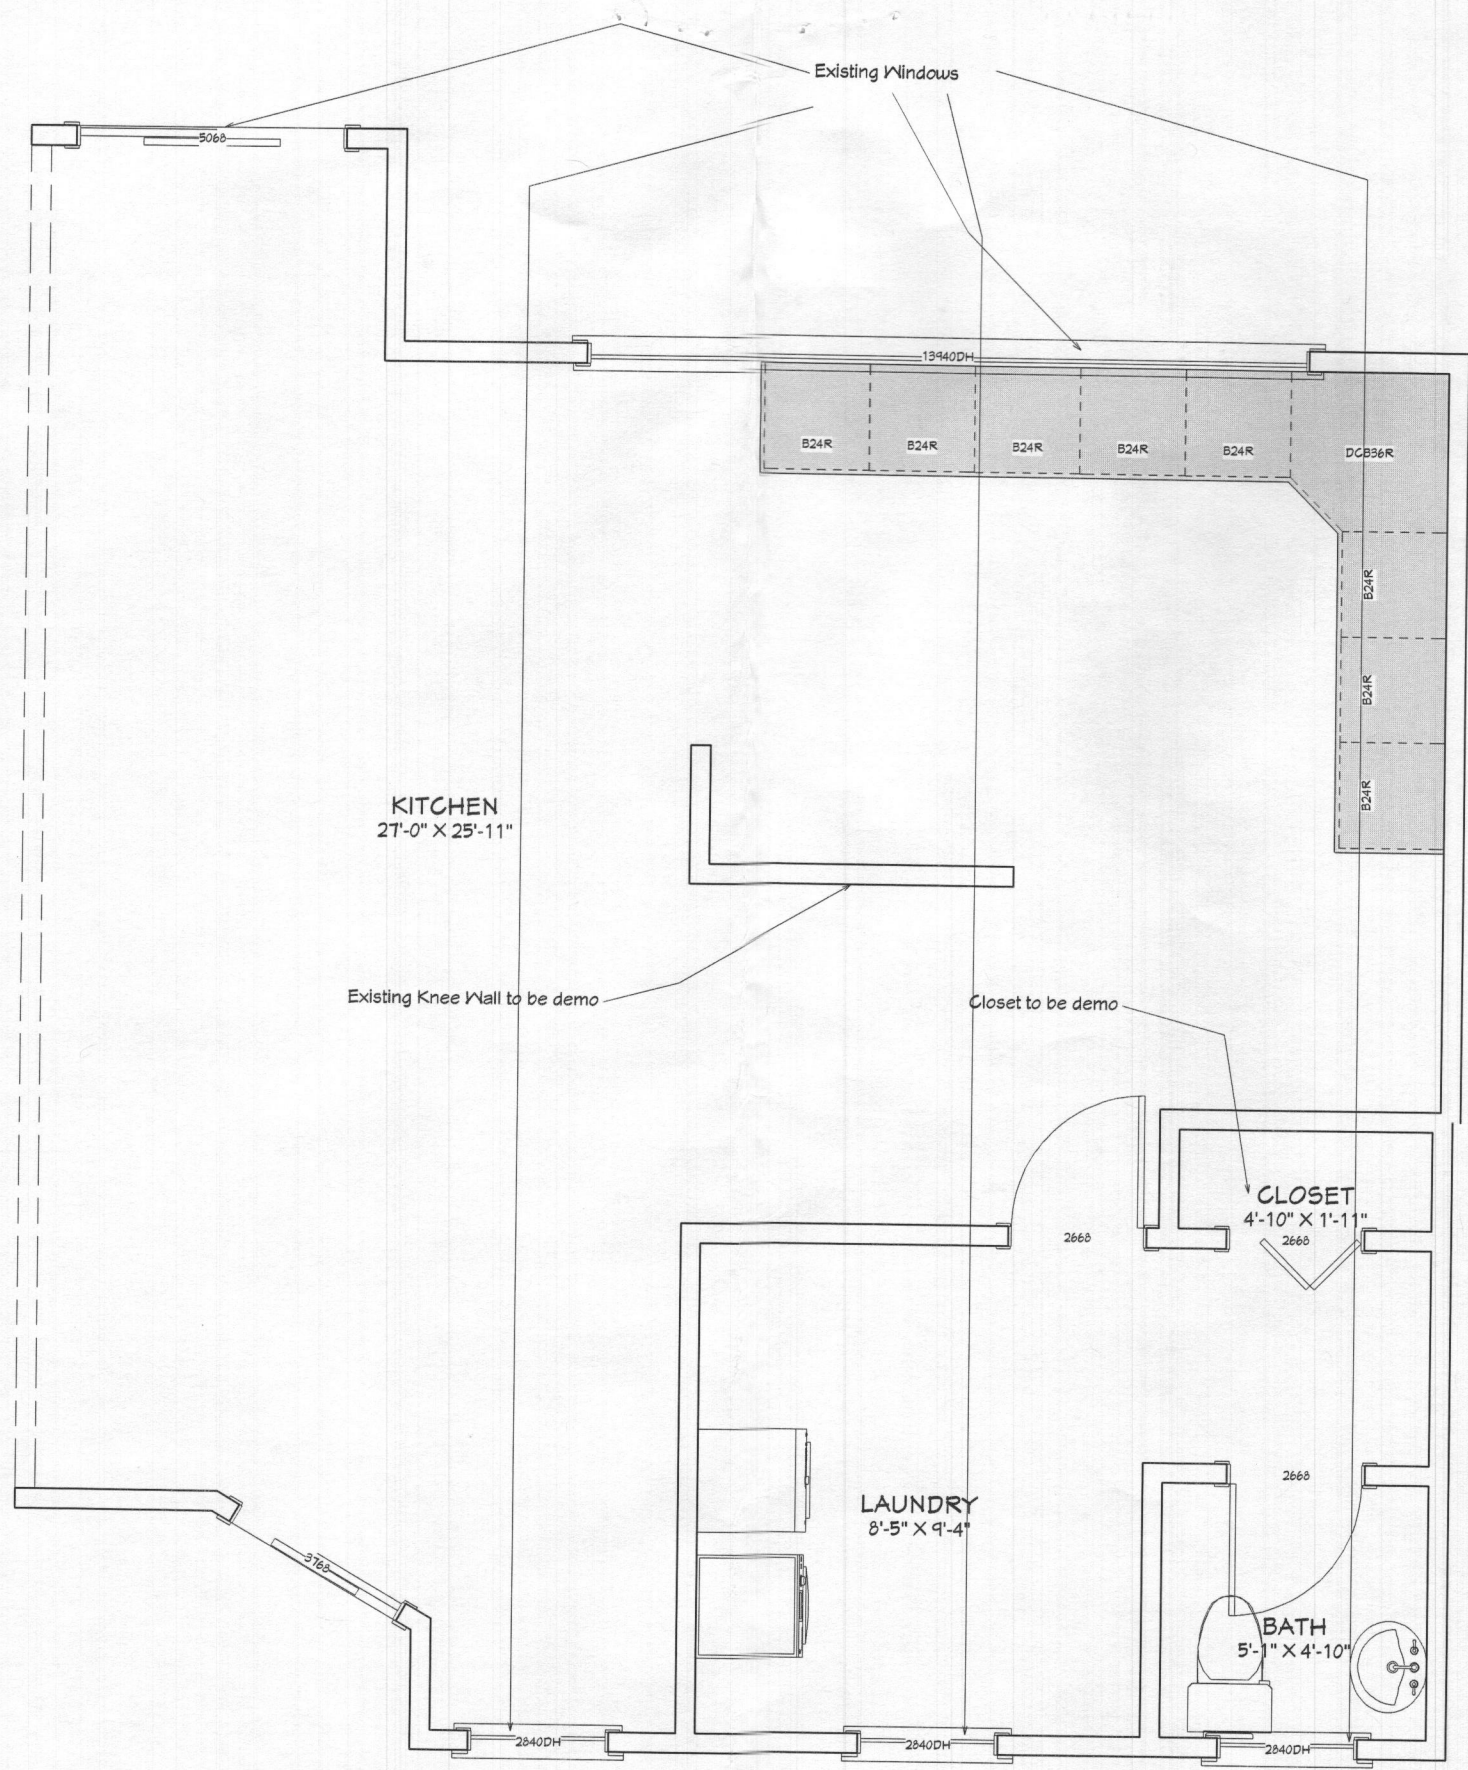 Existing Windows
5068
13940DH
B24R
B24R
B24R
B24R
B24R
DCB36R
B24R
B24R
B24R
KITCHEN
27'-0" X 25'-11"
Existing Knee Wall to be demo
Closet to be demo
CLOSET
4'-10" X 1'-11"
2668
2668
2668
LAUNDRY
8'-5" X 9'-4"
3768
BATH
5'-1" X 4'-10"
2840DH
2840DH
2840DH